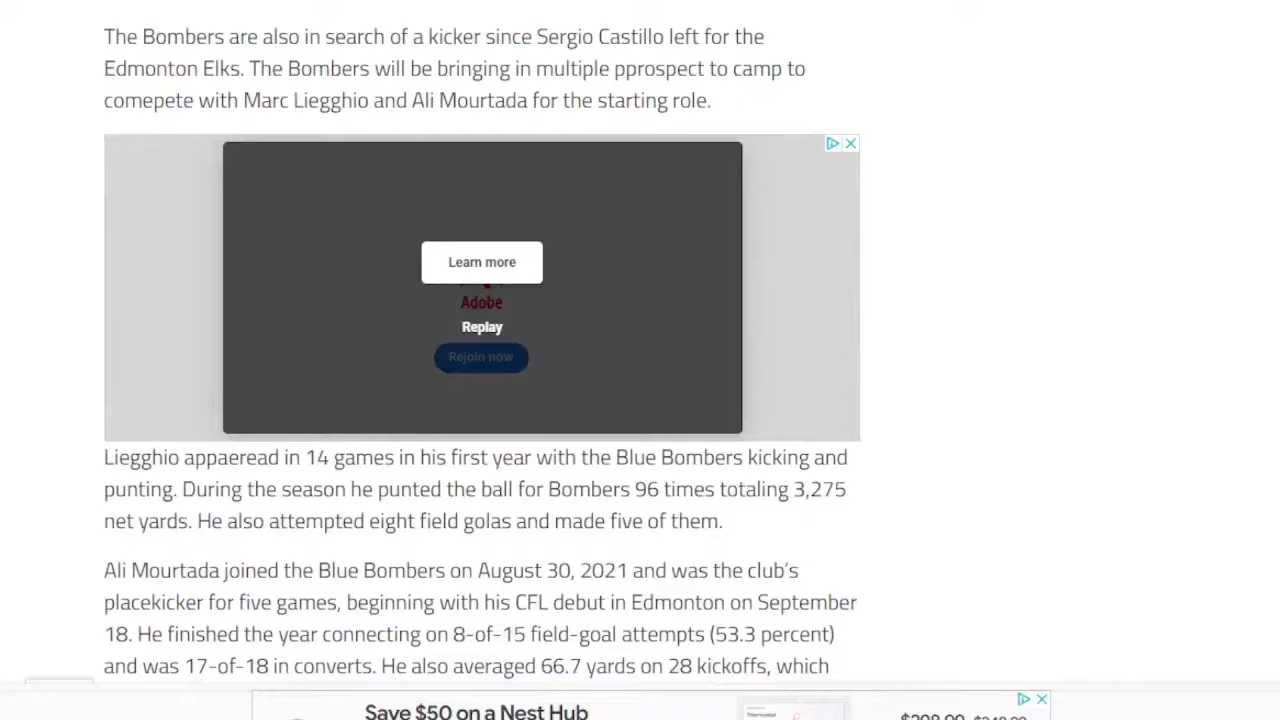 The Bombers are also in search of a kicker since Sergio Castillo left for the
Edmonton Elks. The Bombers will be bringing in multiple pprospect to camp to
comepete with Marc Liegghio and Ali Mourtada for the starting role.
Learn more
Adobe
Replay
Rejoin now
Liegghio appaeread in 14 games in his first year with the Blue Bombers kicking and
punting. During the season he punted the ball for Bombers 96 times totaling 3,275
net yards. He also attempted eight field golas and made five of them.
Ali Mourtada joined the Blue Bombers on August 30, 2021 and was the club's
placekicker for five games, beginning with his CFL debut in Edmonton on September
18. He finished the year connecting on 8-of-15 field-goal attempts (53.3 percent)
and was 17-of-18 in converts. He also averaged 66.7 yards on 28 kickoffs, which
Save $50 on a Nest Hub
Thermostat